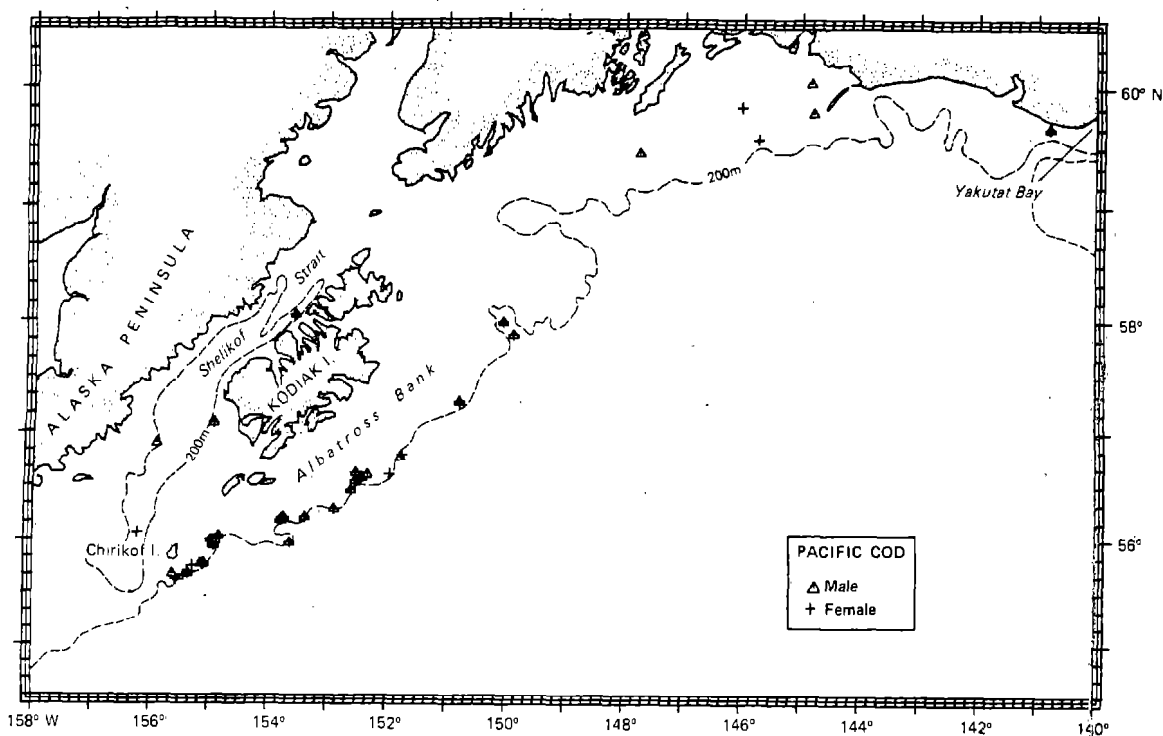 60° N
200m
Yakutat Bay
ALASKA PENINSULA
Shelikof Strait
58°
KODIAK I.
Albatross Bank
200m
Chirikof I.
56°
PACIFIC COD
Male
Female
158° W
156°
154°
152°
150°
148°
146°
144°
142°
140°